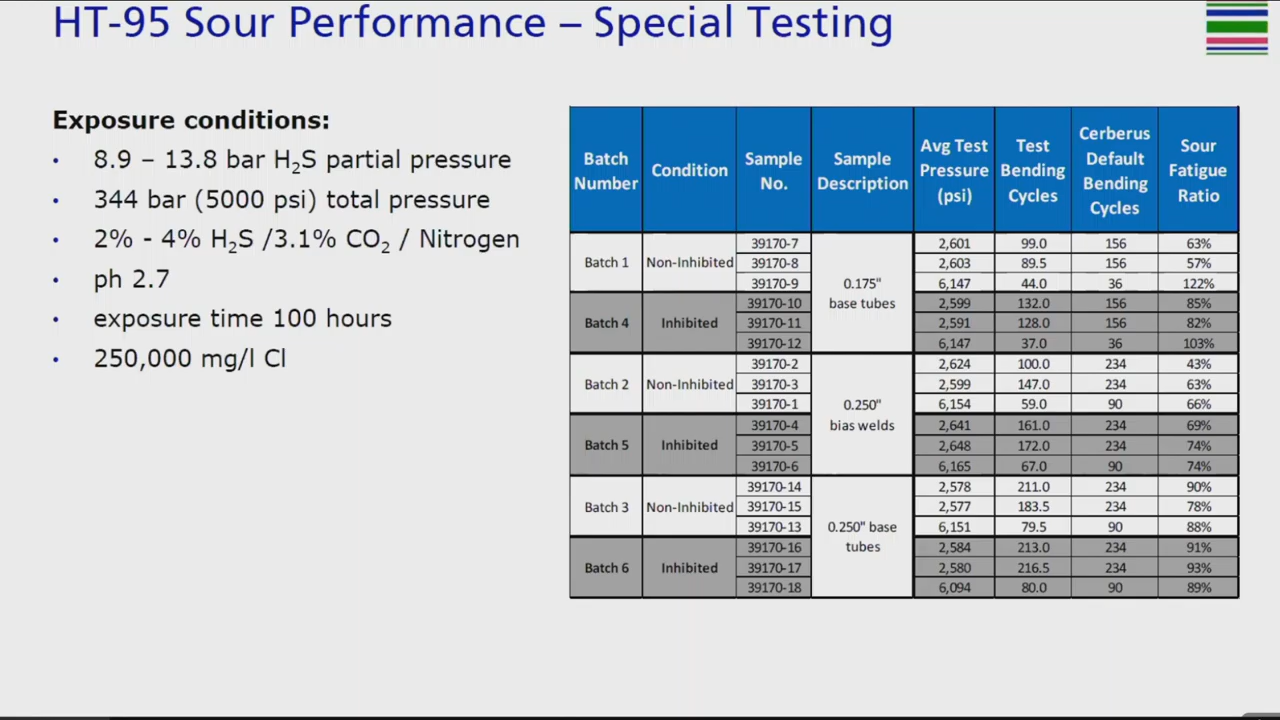 HT-95 Sour Performance – Special Testing
Exposure conditions:
• 8.9 – 13.8 bar H₂S partial pressure
• 344 bar (5000 psi) total pressure
• 2% - 4% H₂S /3.1% CO₂ / Nitrogen
• ph 2.7
• exposure time 100 hours
• 250,000 mg/l Cl
Batch Number | Condition | Sample No. | Sample Description | Avg Test Pressure (psi) | Test Bending Cycles | Cerberus Default Bending Cycles | Sour Fatigue Ratio
Batch 1 | Non-Inhibited | 39170-7 | 0.175" base tubes | 2,601 | 99.0 | 156 | 63%
39170-8 | 2,603 | 89.5 | 156 | 57%
39170-9 | 6,147 | 44.0 | 36 | 122%
Batch 4 | Inhibited | 39170-10 | 2,599 | 132.0 | 156 | 85%
39170-11 | 2,591 | 128.0 | 156 | 82%
39170-12 | 6,147 | 37.0 | 36 | 103%
Batch 2 | Non-Inhibited | 39170-2 | 0.250" bias welds | 2,624 | 100.0 | 234 | 43%
39170-3 | 2,599 | 147.0 | 234 | 63%
39170-1 | 6,154 | 59.0 | 90 | 66%
Batch 5 | Inhibited | 39170-4 | 2,641 | 161.0 | 234 | 69%
39170-5 | 2,648 | 172.0 | 234 | 74%
39170-6 | 6,165 | 67.0 | 90 | 74%
Batch 3 | Non-Inhibited | 39170-14 | 0.250" base tubes | 2,578 | 211.0 | 234 | 90%
39170-15 | 2,577 | 183.5 | 234 | 78%
39170-13 | 6,151 | 79.5 | 90 | 88%
Batch 6 | Inhibited | 39170-16 | 2,584 | 213.0 | 234 | 91%
39170-17 | 2,580 | 216.5 | 234 | 93%
39170-18 | 6,094 | 80.0 | 90 | 89%